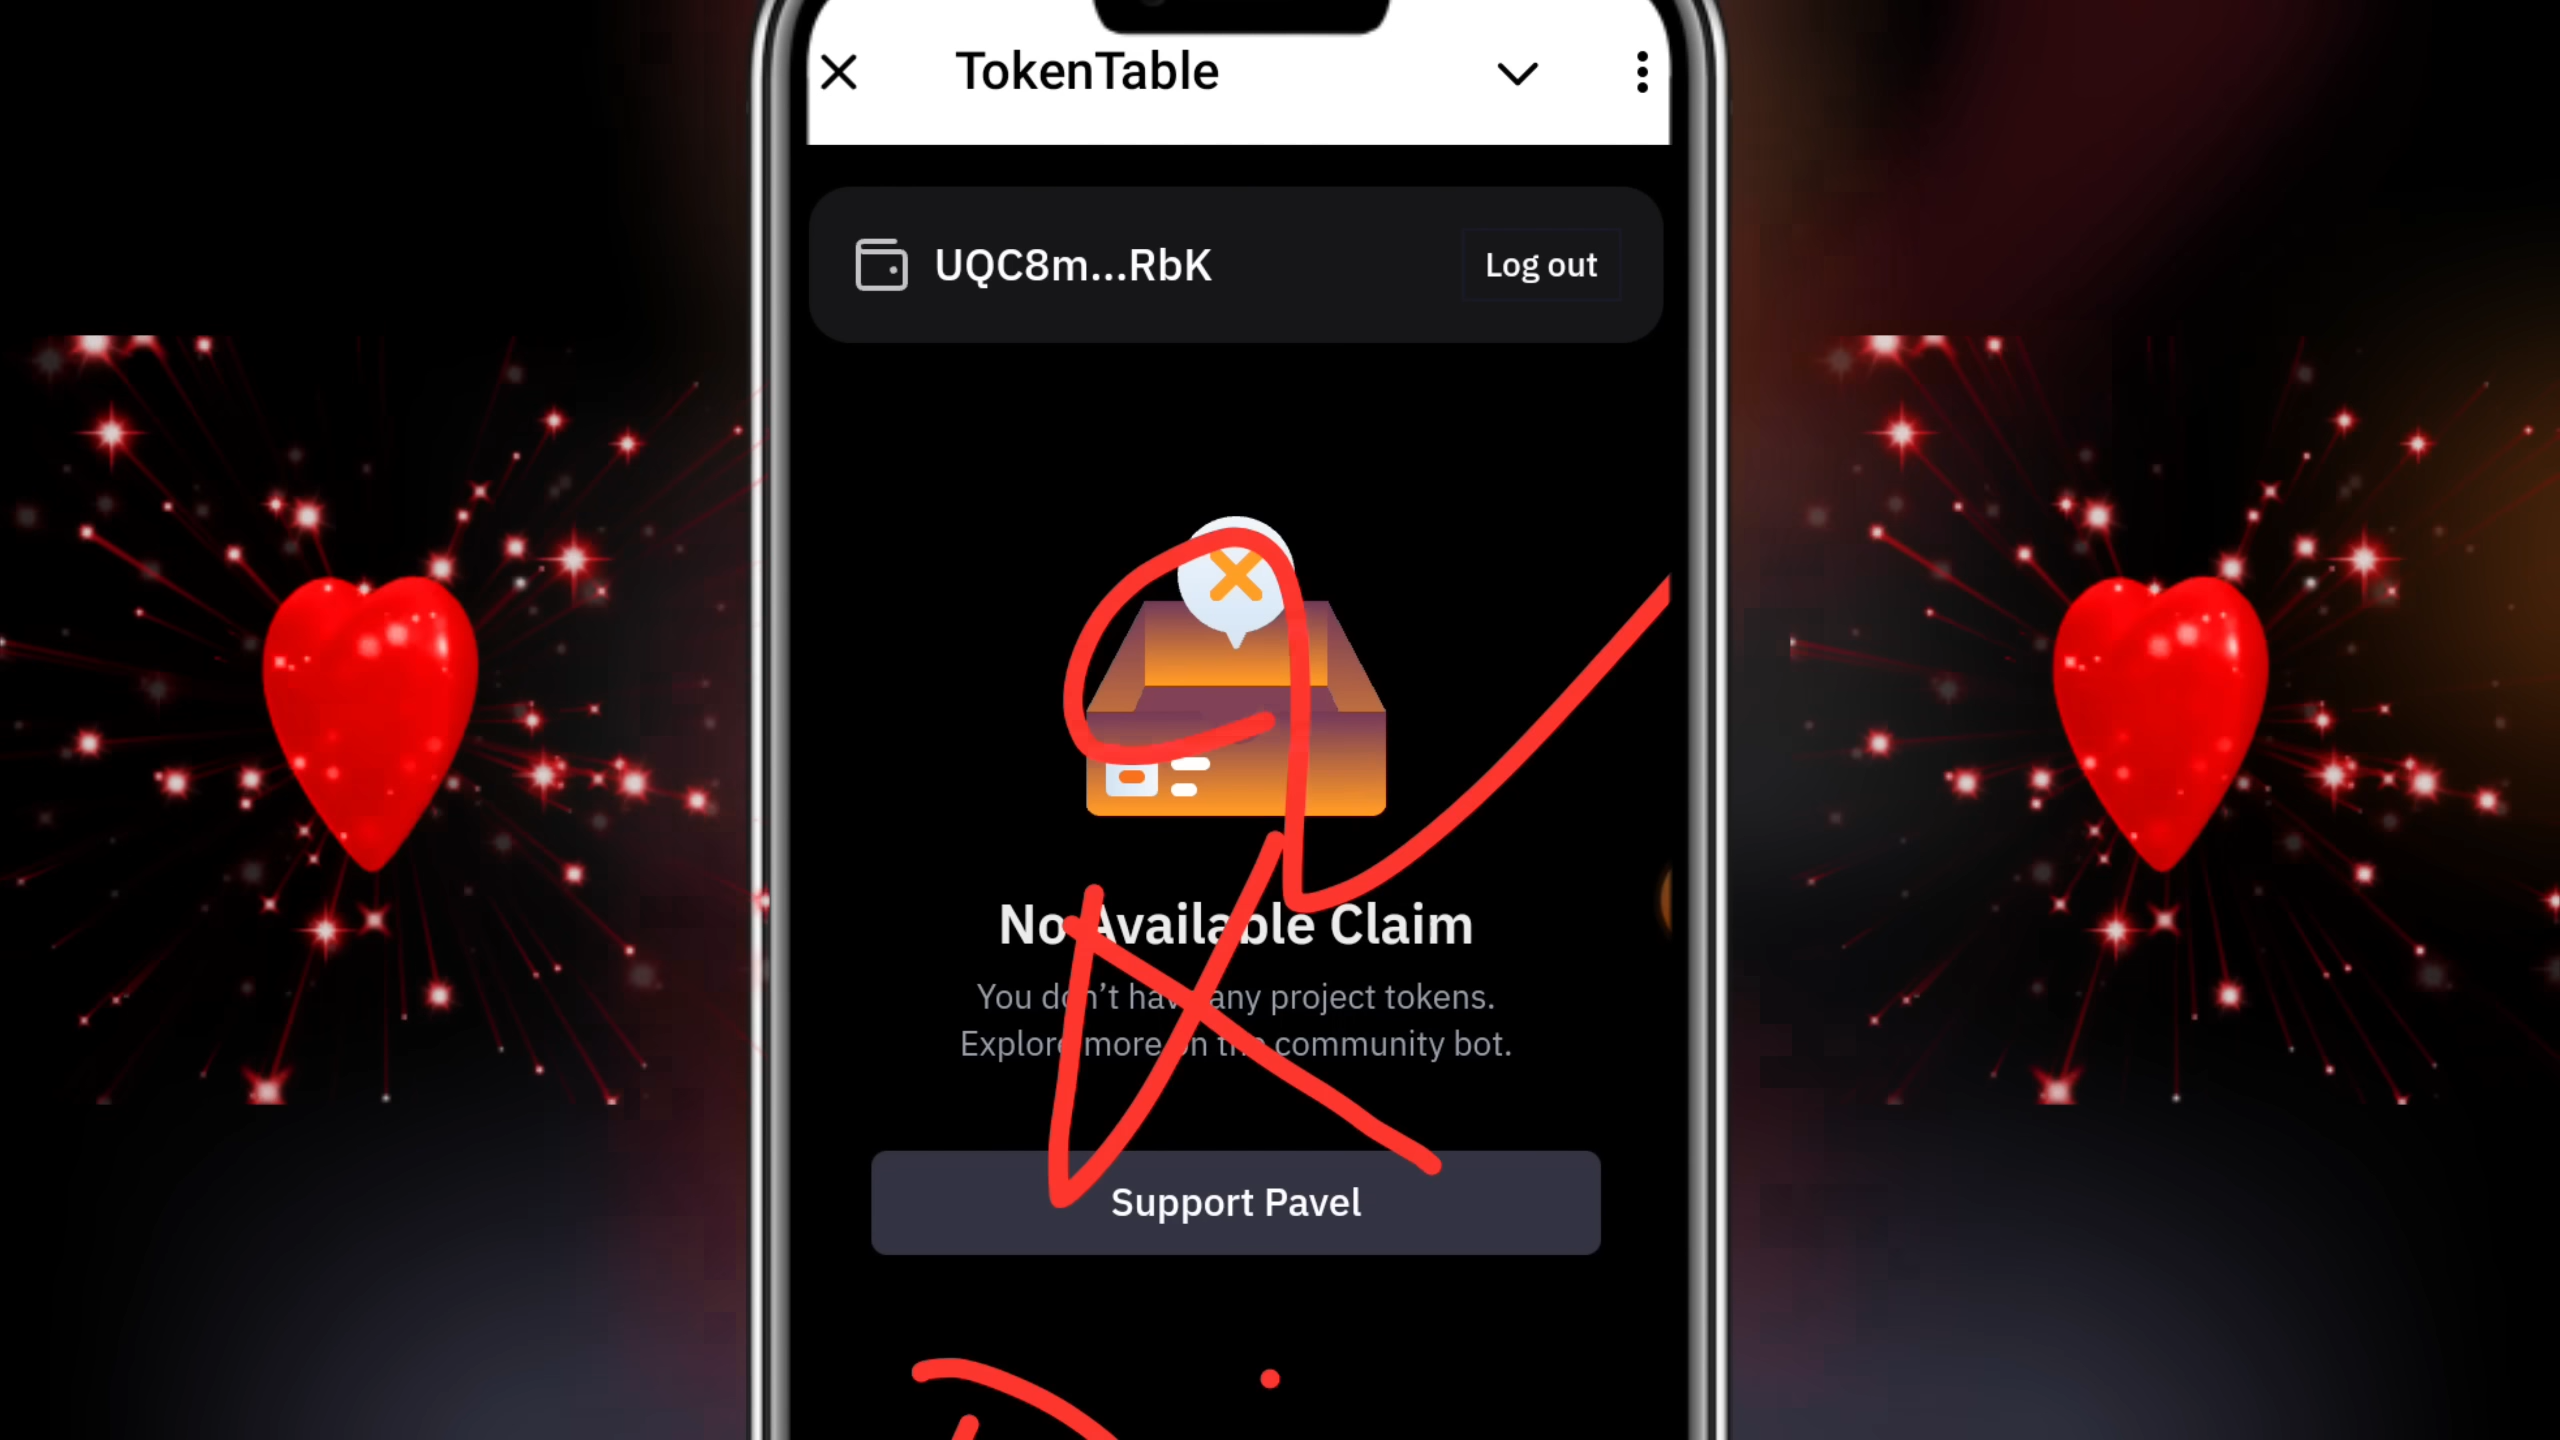 TokenTable
UQC8m...RbK
Log out
No Available Claim
You don't have any project tokens.
Explore more on the community bot.
Support Pavel